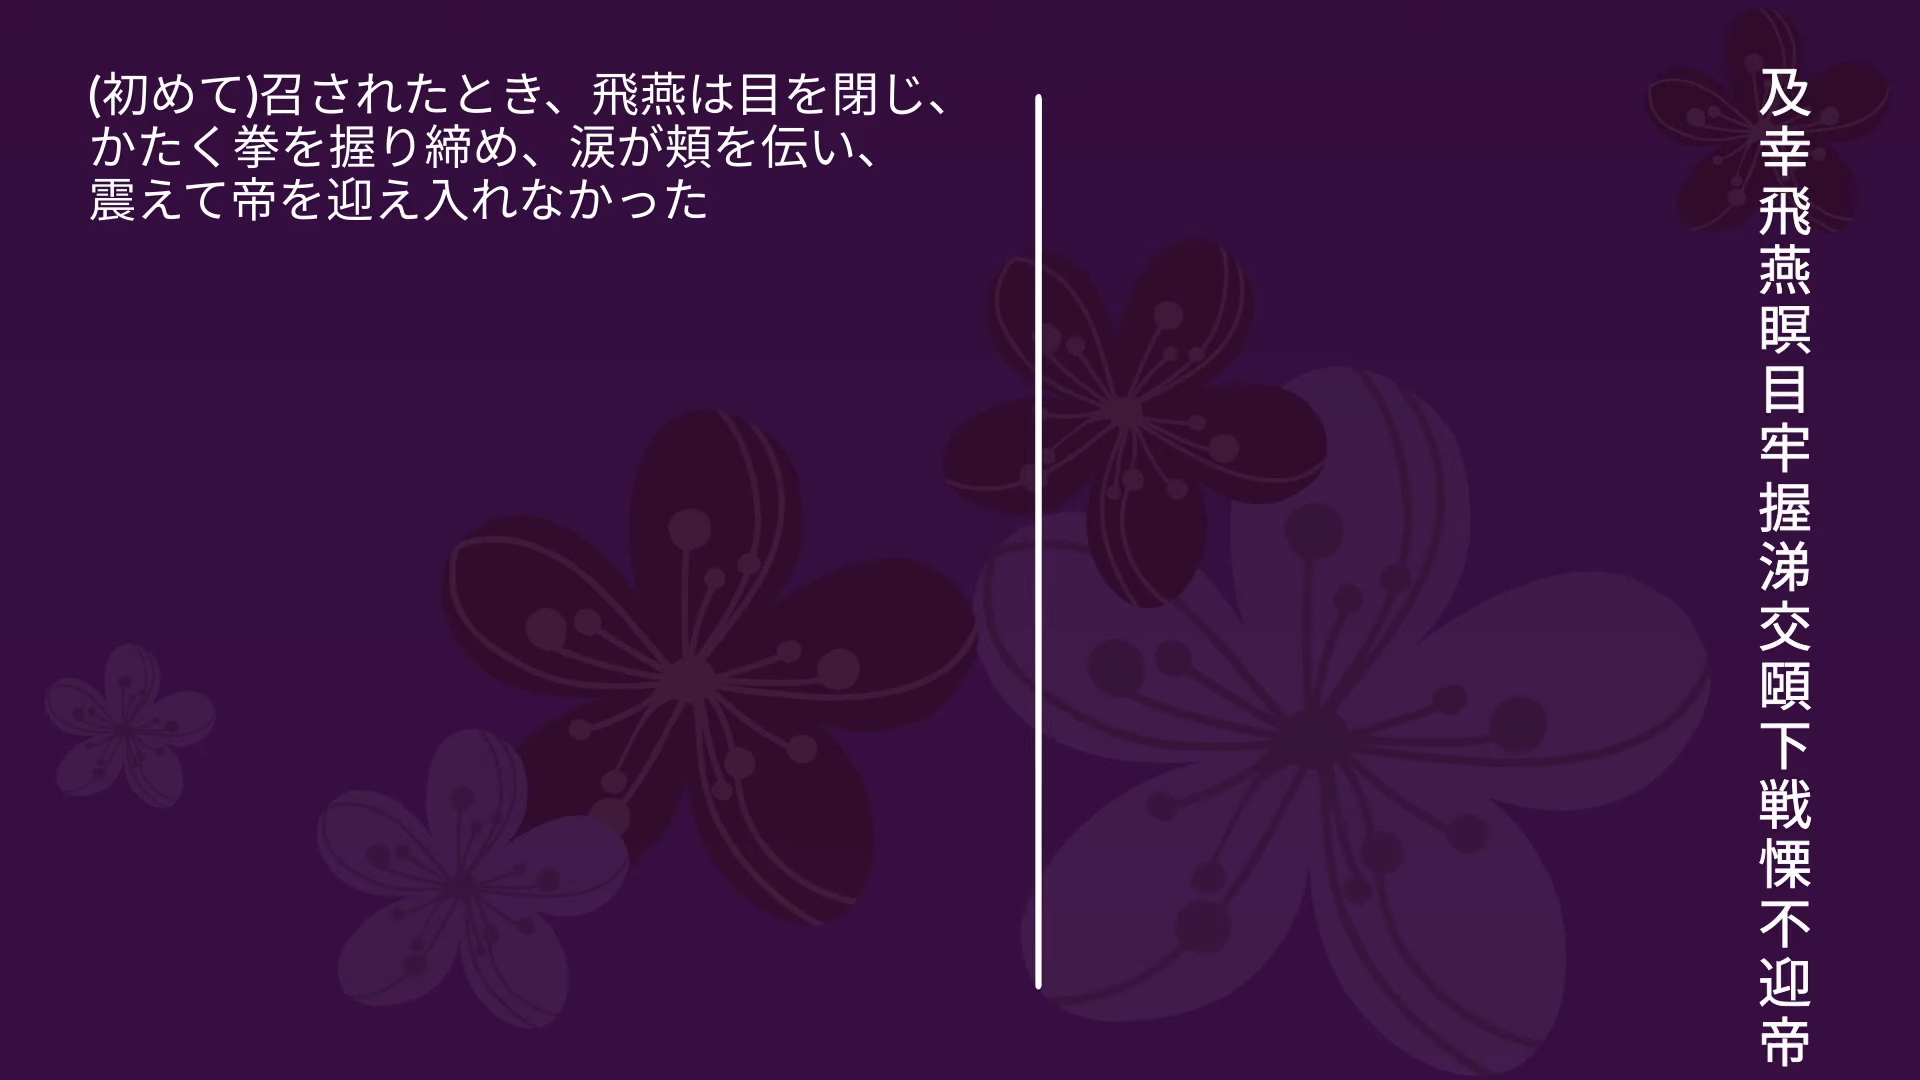 (初めて)召されたとき、飛燕は目を閉じ、
かたく拳を握り締め、涙が頬を伝い、
震えて帝を迎え入れなかった
及幸飛燕瞑目牢握涕交頤下戦慄不迎帝